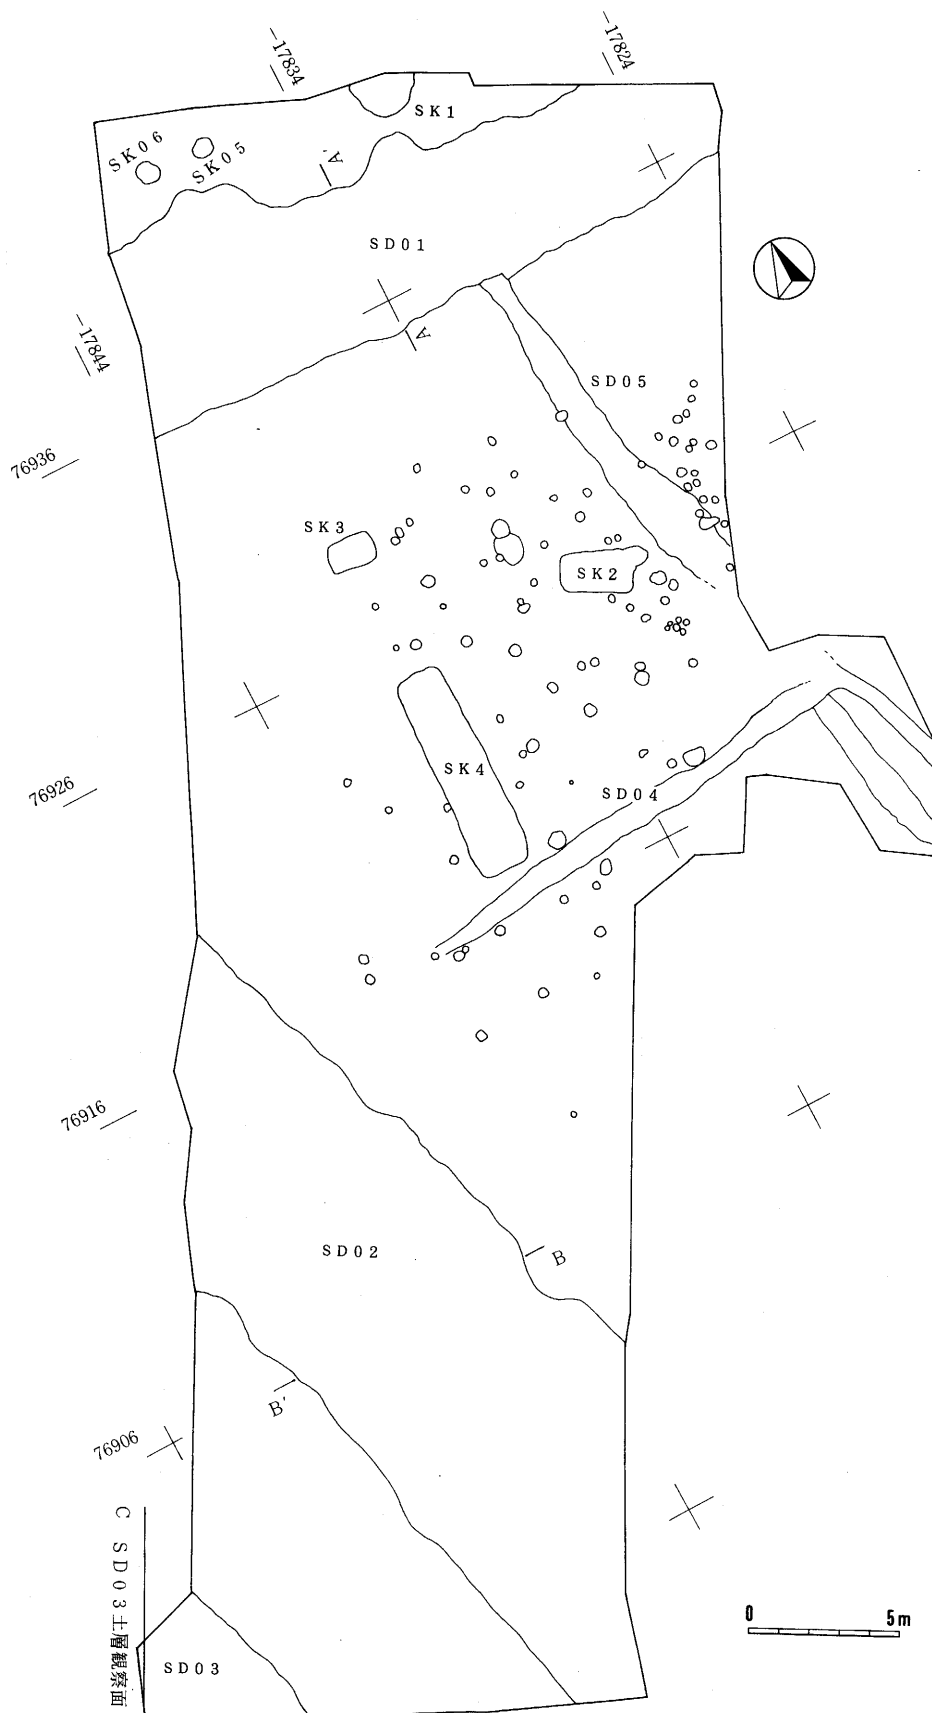 -17834
-17824
SK1
SK06
SK05
A'
SD01
A
-17844
SD05
76936
SK3
SK2
SK4
76926
SD04
76916
SD02
B
B'
76906
C SD03土層観察面
SD03
0 5m